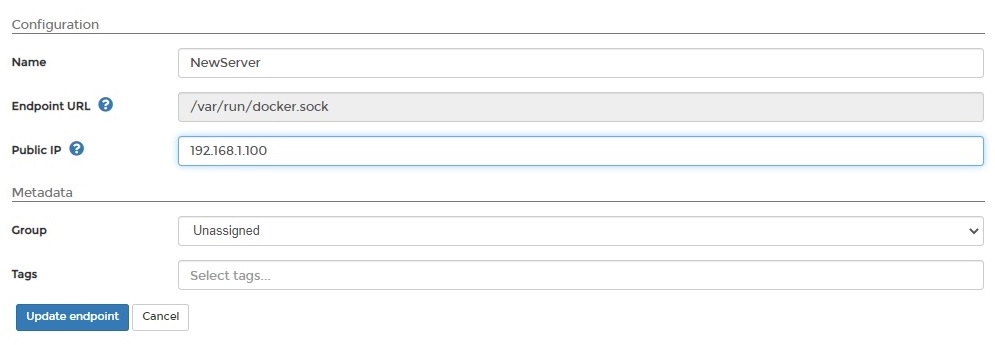 Configuration
Name NewServer
Endpoint URL ? /var/run/docker.sock
Public IP ? 192.168.1.100
Metadata
Group Unassigned
Tags Select tags...
Update endpoint Cancel